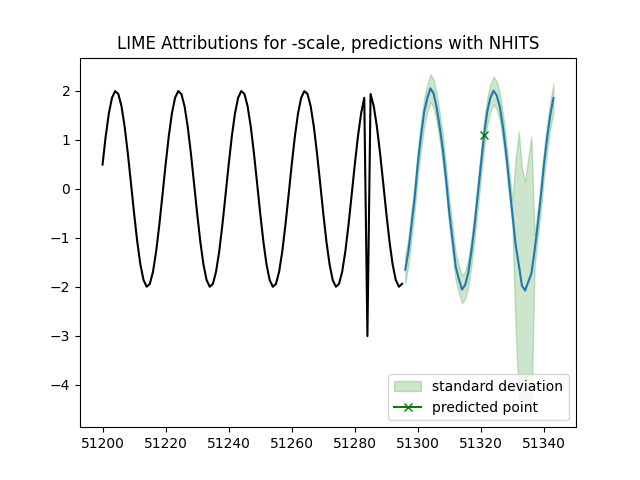 LIME Attributions for -scale, predictions with NHITS
2
1
0
−1
−2
−3
−4
standard deviation
predicted point
51200 51220 51240 51260 51280 51300 51320 51340